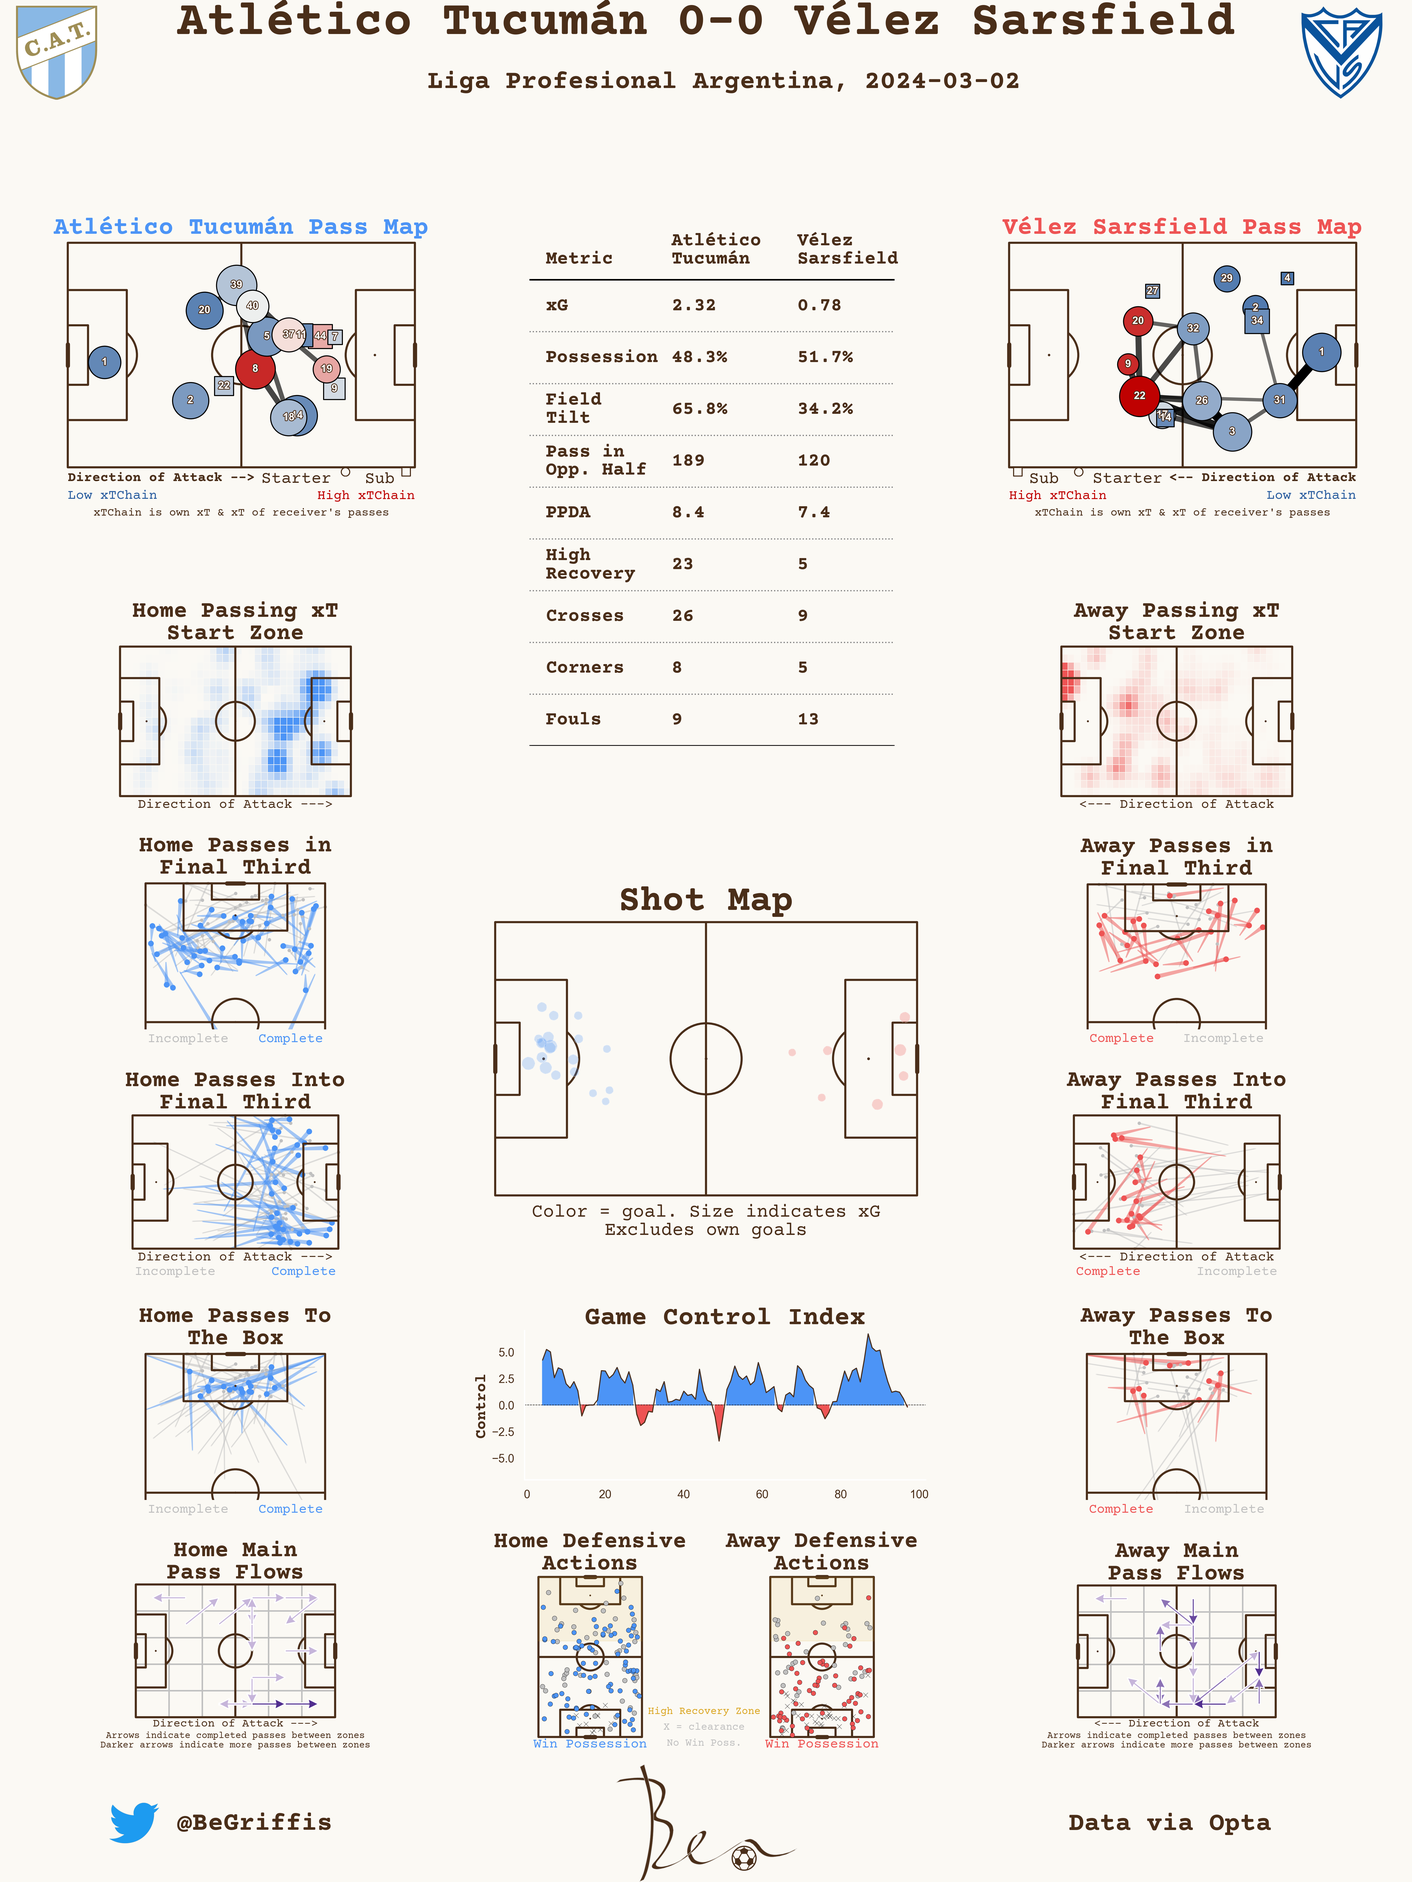 Atlético Tucumán 0-0 Vélez Sarsfield
Liga Profesional Argentina, 2024-03-02
C.A.T.
Atlético Tucumán Pass Map
39
40
20
5
37
11
44
7
1
8
19
22
9
2
18
14
Direction of Attack --> Starter Sub
Low xTChain High xTChain
xTChain is own xT & xT of receiver's passes
Metric Atlético Tucumán Vélez Sarsfield
xG 2.32 0.78
Possession 48.3% 51.7%
Field Tilt 65.8% 34.2%
Pass in Opp. Half 189 120
PPDA 8.4 7.4
High Recovery 23 5
Crosses 26 9
Corners 8 5
Fouls 9 13
Vélez Sarsfield Pass Map
29
4
27
2
20
34
32
1
9
22
26
31
14
3
Sub Starter <-- Direction of Attack
High xTChain Low xTChain
xTChain is own xT & xT of receiver's passes
Home Passing xT
Start Zone
Direction of Attack --->
Away Passing xT
Start Zone
<--- Direction of Attack
Home Passes in
Final Third
Incomplete Complete
Away Passes in
Final Third
Complete Incomplete
Shot Map
Color = goal. Size indicates xG
Excludes own goals
Home Passes Into
Final Third
Direction of Attack --->
Incomplete Complete
Away Passes Into
Final Third
<--- Direction of Attack
Complete Incomplete
Home Passes To
The Box
Incomplete Complete
Game Control Index
Control
5.0
2.5
0.0
−2.5
−5.0
0 20 40 60 80 100
Away Passes To
The Box
Complete Incomplete
Home Main
Pass Flows
Direction of Attack --->
Arrows indicate completed passes between zones
Darker arrows indicate more passes between zones
Home Defensive
Actions
Win Possession
High Recovery Zone
X = clearance
No Win Poss.
Away Defensive
Actions
Win Possession
Away Main
Pass Flows
<--- Direction of Attack
Arrows indicate completed passes between zones
Darker arrows indicate more passes between zones
@BeGriffis
Ben
Data via Opta